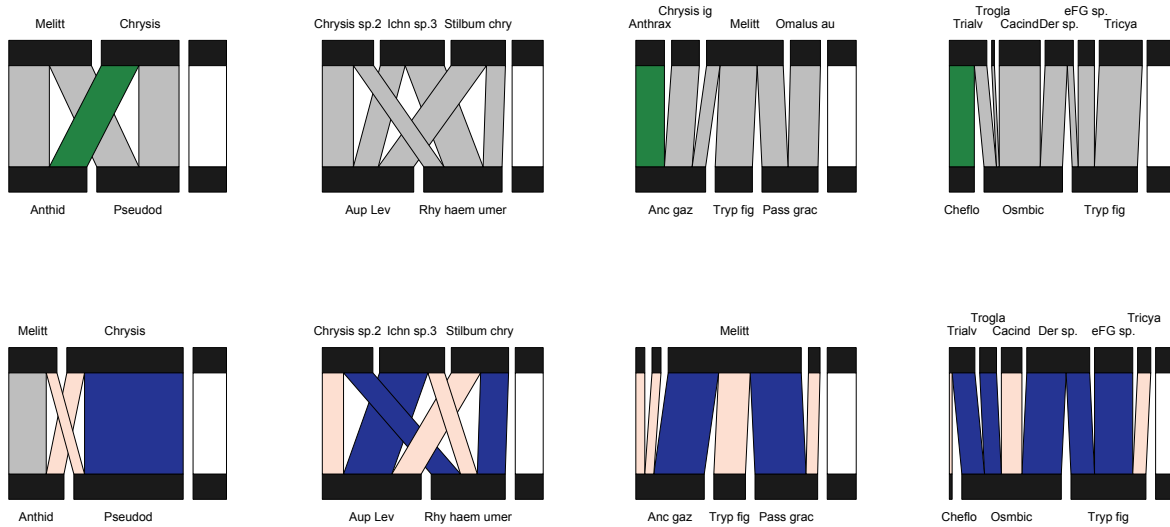 Melitt Chrysis
Anthid Pseudod
Chrysis sp.2 Ichn sp.3 Stilbum chry
Aup Lev Rhy haem umer
Chrysis ig
Anthrax Melitt Omalus au
Anc gaz Tryp fig Pass grac
Trogla eFG sp.
Trialv Cacind Der sp. Tricya
Cheflo Osmbic Tryp fig
Melitt Chrysis
Anthid Pseudod
Chrysis sp.2 Ichn sp.3 Stilbum chry
Aup Lev Rhy haem umer
Melitt
Anc gaz Tryp fig Pass grac
Trogla Tricya
Trialv Cacind Der sp. eFG sp.
Cheflo Osmbic Tryp fig